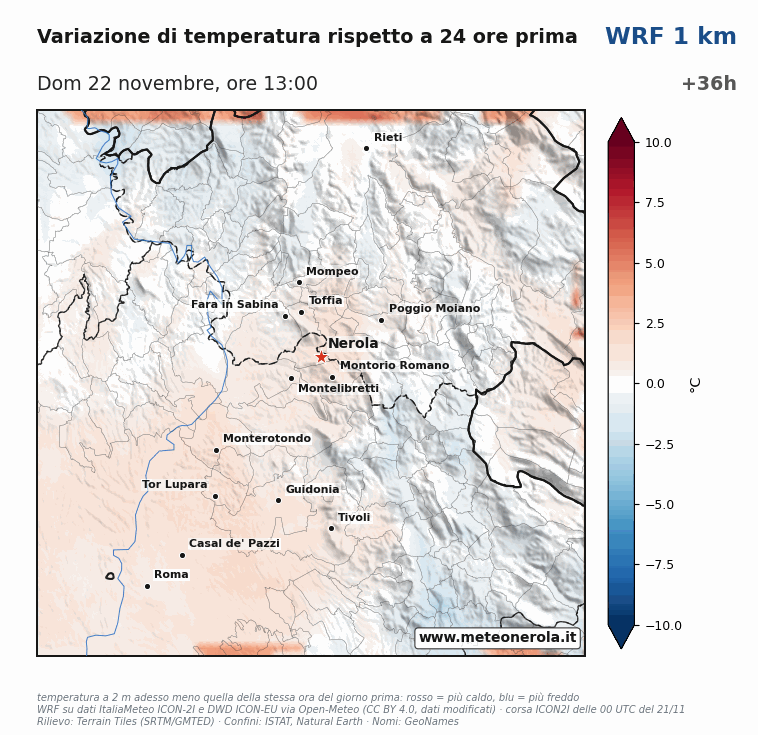 Variazione di temperatura rispetto a 24 ore prima
WRF 1 km
Dom 22 novembre, ore 13:00
+36h
Rieti
Mompeo
Fara in Sabina
Toffia
Poggio Moiano
Nerola
Montorio Romano
Montelibretti
Monterotondo
Tor Lupara
Guidonia
Tivoli
Casal de' Pazzi
Roma
www.meteonerola.it
10.0
7.5
5.0
2.5
0.0
−2.5
−5.0
−7.5
−10.0
°C
temperatura a 2 m adesso meno quella della stessa ora del giorno prima: rosso = più caldo, blu = più freddo
WRF su dati ItaliaMeteo ICON-2I e DWD ICON-EU via Open-Meteo (CC BY 4.0, dati modificati) · corsa ICON2I delle 00 UTC del 21/11
Rilievo: Terrain Tiles (SRTM/GMTED) · Confini: ISTAT, Natural Earth · Nomi: GeoNames